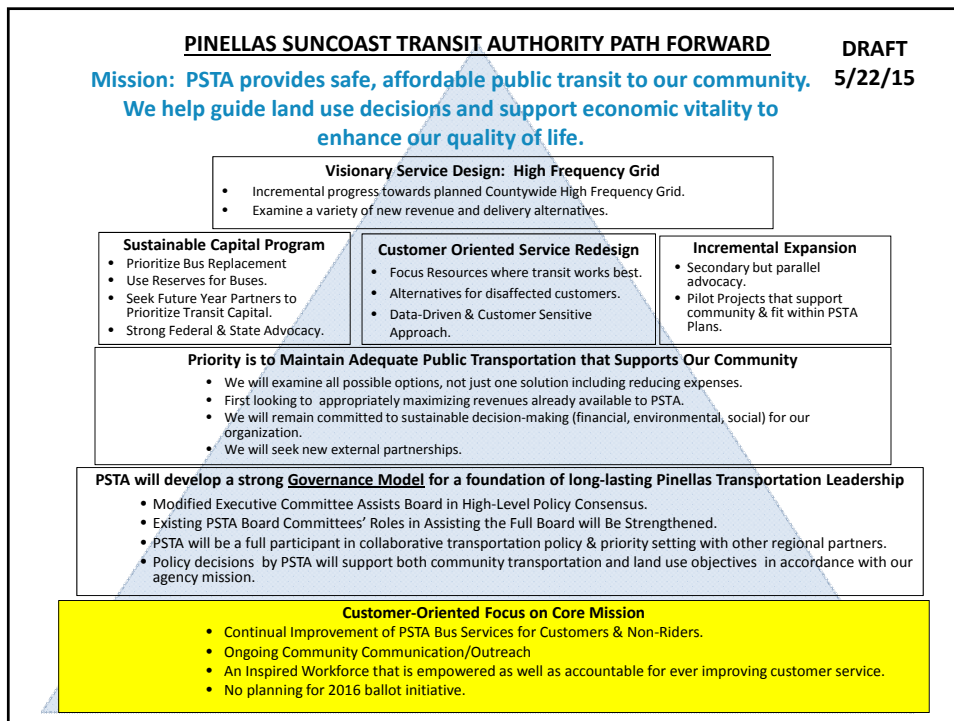 PINELLAS SUNCOAST TRANSIT AUTHORITY PATH FORWARD
DRAFT
5/22/15
Mission:  PSTA provides safe, affordable public transit to our community.
We help guide land use decisions and support economic vitality to
enhance our quality of life.
Visionary Service Design:  High Frequency Grid
• Incremental progress towards planned Countywide High Frequency Grid.
• Examine a variety of new revenue and delivery alternatives.
Sustainable Capital Program
• Prioritize Bus Replacement
• Use Reserves for Buses.
• Seek Future Year Partners to
Prioritize Transit Capital.
• Strong Federal & State Advocacy.
Customer Oriented Service Redesign
• Focus Resources where transit works best.
• Alternatives for disaffected customers.
• Data-Driven & Customer Sensitive
Approach.
Incremental Expansion
• Secondary but parallel
advocacy.
• Pilot Projects that support
community & fit within PSTA
Plans.
Priority is to Maintain Adequate Public Transportation that Supports Our Community
• We will examine all possible options, not just one solution including reducing expenses.
• First looking to  appropriately maximizing revenues already available to PSTA.
• We will remain committed to sustainable decision-making (financial, environmental, social) for our
organization.
• We will seek new external partnerships.
PSTA will develop a strong Governance Model for a foundation of long-lasting Pinellas Transportation Leadership
• Modified Executive Committee Assists Board in High-Level Policy Consensus.
• Existing PSTA Board Committees’ Roles in Assisting the Full Board will Be Strengthened.
• PSTA will be a full participant in collaborative transportation policy & priority setting with other regional partners.
• Policy decisions  by PSTA will support both community transportation and land use objectives  in accordance with our
agency mission.
Customer-Oriented Focus on Core Mission
• Continual Improvement of PSTA Bus Services for Customers & Non-Riders.
• Ongoing Community Communication/Outreach
• An Inspired Workforce that is empowered as well as accountable for ever improving customer service.
• No planning for 2016 ballot initiative.